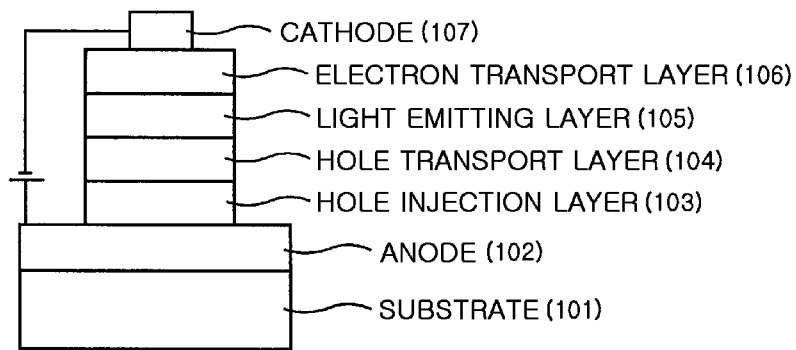 CATHODE (107)
ELECTRON TRANSPORT LAYER (106)
LIGHT EMITTING LAYER (105)
HOLE TRANSPORT LAYER (104)
HOLE INJECTION LAYER (103)
ANODE (102)
SUBSTRATE (101)